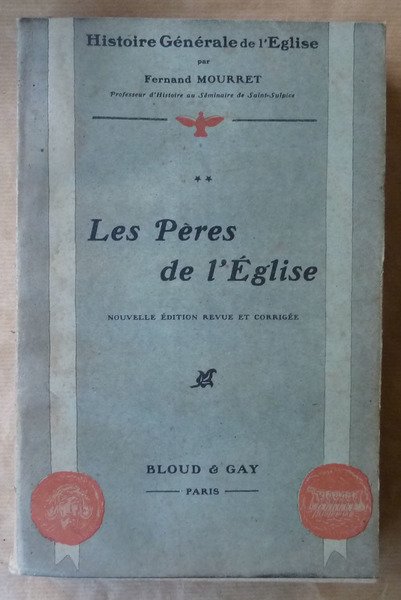 Histoire Générale de l'Eglise
par
Fernand MOURRET
Professeur d'Histoire au Séminaire de Saint-Sulpice
**
Les Pères
de l'Église
NOUVELLE ÉDITION REVUE ET CORRIGÉE
BLOUD & GAY
PARIS